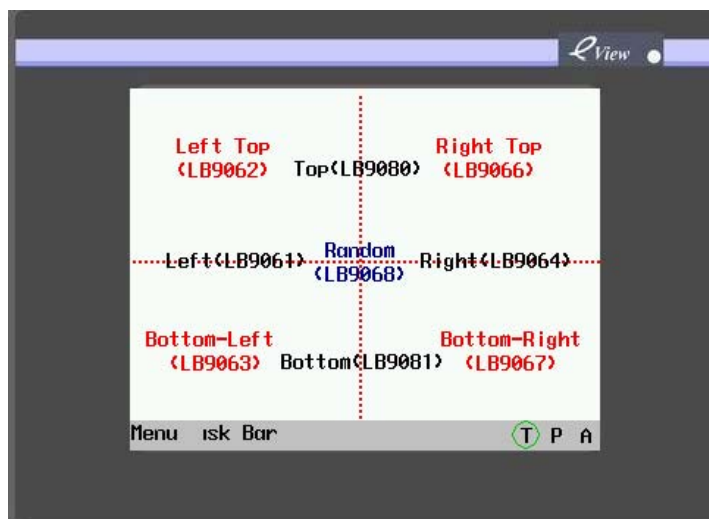 eView
Left Top
(LB9062)
Top(LB9080)
Right Top
(LB9066)
Left(LB9061)
Random
(LB9068)
Right(LB9064)
Bottom-Left
(LB9063)
Bottom(LB9081)
Bottom-Right
(LB9067)
Menu ısk Bar
T P A